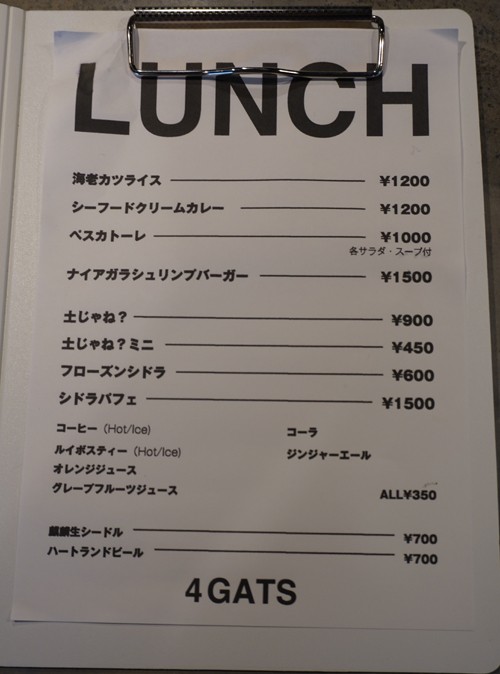 LUNCH
海老カツライス ¥1200
シーフードクリームカレー ¥1200
ペスカトーレ ¥1000
各サラダ・スープ付
ナイアガラシュリンプバーガー ¥1500
土じゃね? ¥900
土じゃね?ミニ ¥450
フローズンシドラ ¥600
シドラパフェ ¥1500
コーヒー (Hot/Ice) コーラ
ルイボスティー (Hot/Ice) ジンジャーエール
オレンジジュース
グレープフルーツジュース ALL¥350
麒麟生シードル ¥700
ハートランドビール ¥700
4GATS